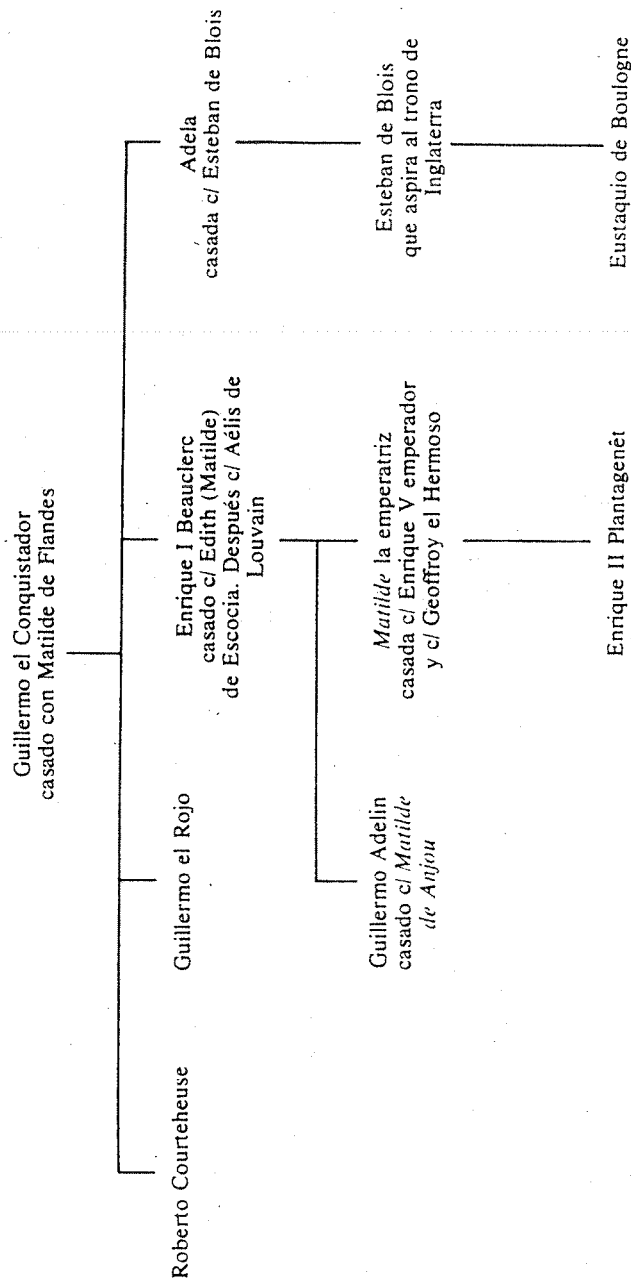 Guillermo el Conquistador
casado con Matilde de Flandes
Roberto Courteheuse
Guillermo el Rojo
Enrique I Beauclerc
casado c/ Edith (Matilde)
de Escocia. Después c/ Aélis de
Louvain
Adela
casada c/ Esteban de Blois
Guillermo Adelin
casado c/ Matilde
de Anjou
Matilde la emperatriz
casada c/ Enrique V emperador
y c/ Geoffroy el Hermoso
Esteban de Blois
que aspira al trono de
Inglaterra
Enrique II Plantagenêt
Eustaquio de Boulogne